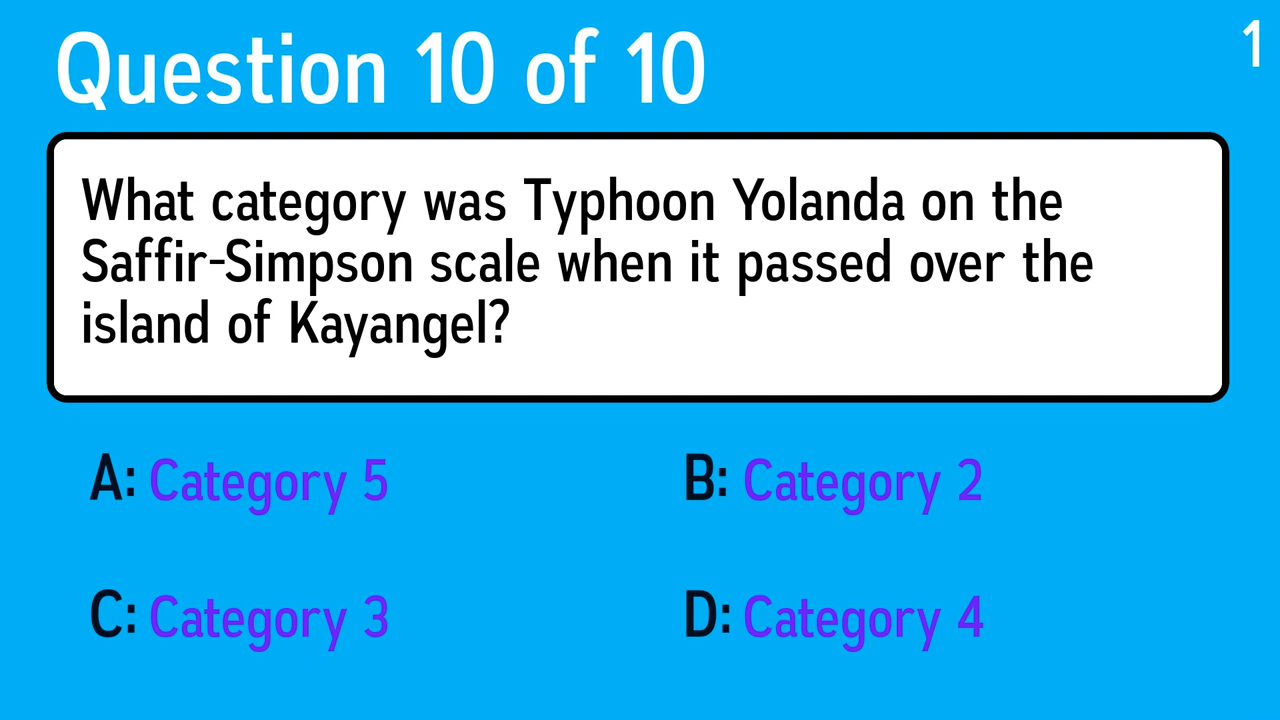 Question 10 of 10
1
What category was Typhoon Yolanda on the
Saffir-Simpson scale when it passed over the
island of Kayangel?
A: Category 5
B: Category 2
C: Category 3
D: Category 4